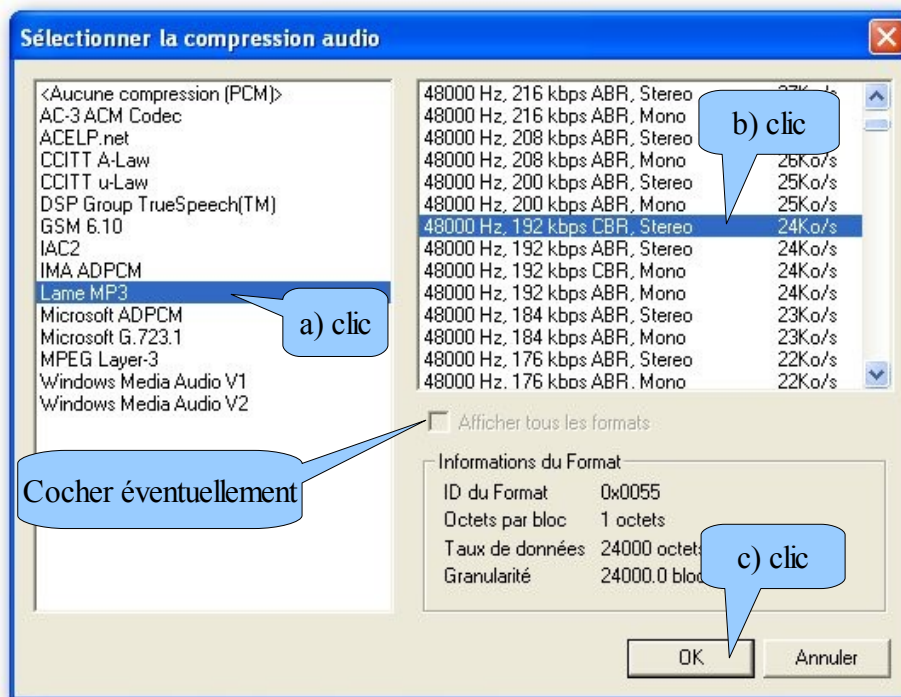 Sélectionner la compression audio
<Aucune compression (PCM)>
AC-3 ACM Codec
ACELP.net
CCITT A-Law
CCITT u-Law
DSP Group TrueSpeech(TM)
GSM 6.10
IAC2
IMA ADPCM
Lame MP3
Microsoft ADPCM
Microsoft G.723.1
MPEG Layer-3
Windows Media Audio V1
Windows Media Audio V2
a) clic
48000 Hz, 216 kbps ABR, Stereo
48000 Hz, 216 kbps ABR, Mono
48000 Hz, 208 kbps ABR, Stereo
48000 Hz, 208 kbps ABR, Mono 26Ko/s
48000 Hz, 200 kbps ABR, Stereo 25Ko/s
48000 Hz, 200 kbps ABR, Mono 25Ko/s
48000 Hz, 192 kbps CBR, Stereo 24Ko/s
48000 Hz, 192 kbps ABR, Stereo 24Ko/s
48000 Hz, 192 kbps CBR, Mono 24Ko/s
48000 Hz, 192 kbps ABR, Mono 24Ko/s
48000 Hz, 184 kbps ABR, Stereo 23Ko/s
48000 Hz, 184 kbps ABR, Mono 23Ko/s
48000 Hz, 176 kbps ABR, Stereo 22Ko/s
48000 Hz, 176 kbps ABR, Mono 22Ko/s
b) clic
Afficher tous les formats
Cocher éventuellement
Informations du Format
ID du Format 0x0055
Octets par bloc 1 octets
Taux de données 24000 octets
Granularité 24000.0
c) clic
OK
Annuler